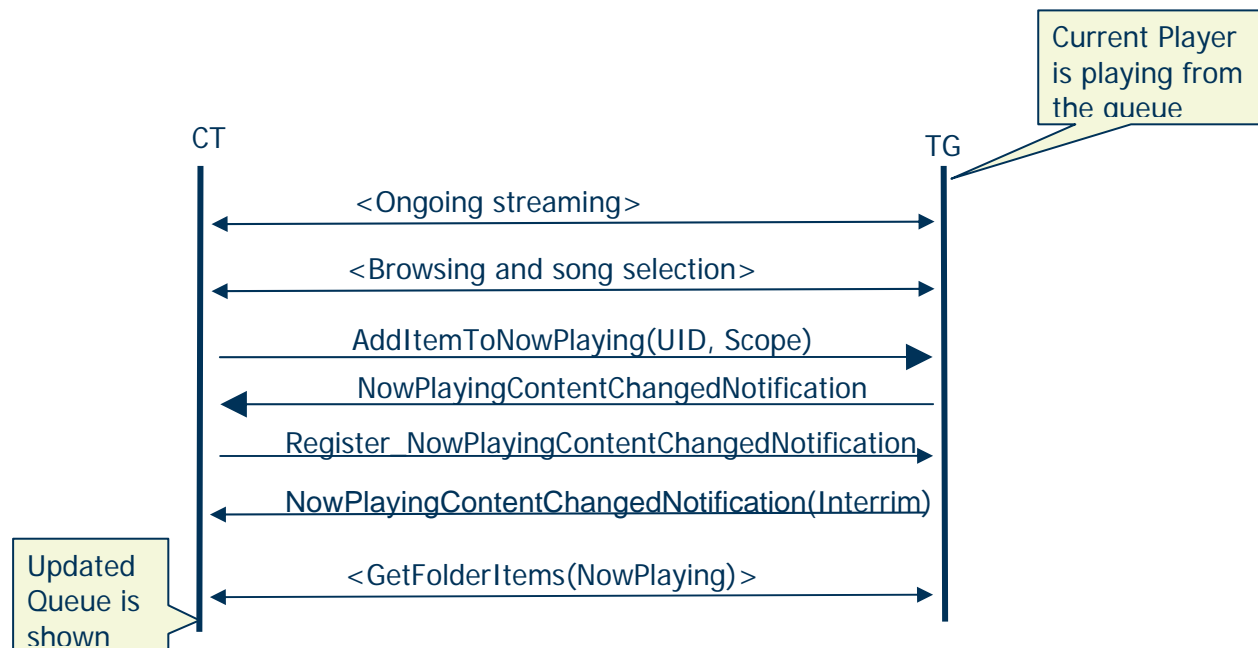 Current Player
is playing from
the queue
CT
TG
<Ongoing streaming>
<Browsing and song selection>
AddItemToNowPlaying(UID, Scope)
NowPlayingContentChangedNotification
Register_NowPlayingContentChangedNotification
NowPlayingContentChangedNotification(Interrim)
<GetFolderItems(NowPlaying)>
Updated
Queue is
shown